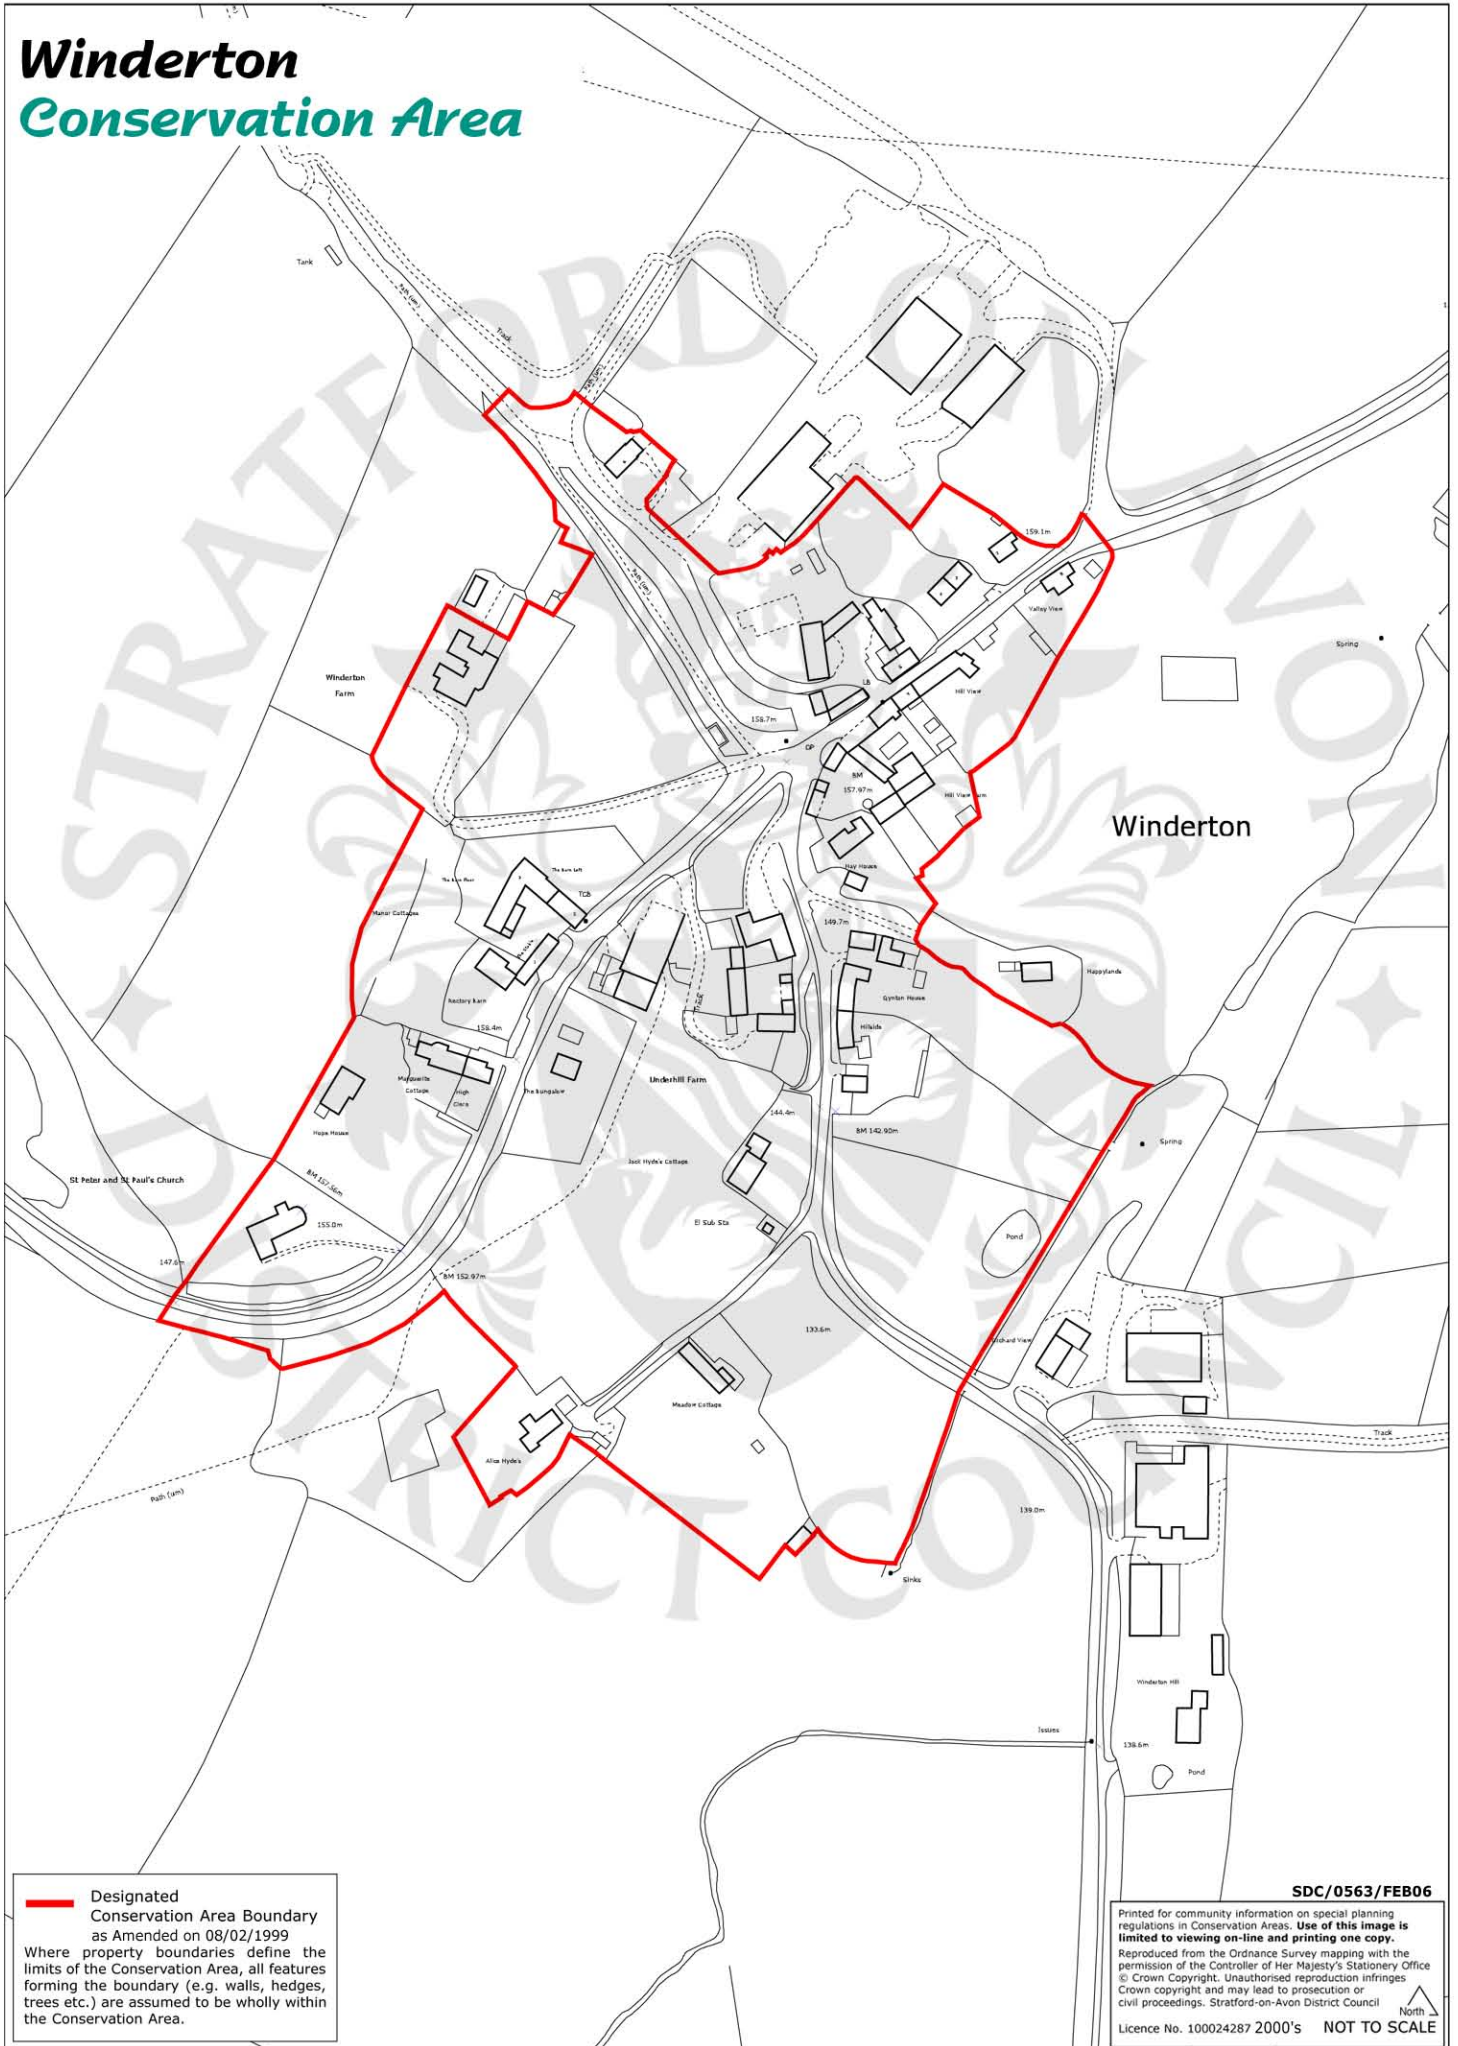 Winderton
Conservation Area
Tank
Path (um)
Track
Path (um)
159.1m
Valley View
Path (um)
Spring
Winderton
Farm
LB
Hill View
158.7m
GP
BM
157.97m
Hill View Farm
Winderton
Hay House
The Barn Loft
TCB
Manor Cottages
149.7m
Happylands
Gynton House
Rectory Barn
Track
158.4m
Hillside
Marguerite
Cottage
High
Clere
The Bungalow
Underhill Farm
144.4m
BM 142.90m
Hope House
Spring
Jack Hyde's Cottage
St Peter and St Paul's Church
BM 157.56m
155.0m
El Sub Sta
Pond
147.6m
BM 152.97m
133.6m
Orchard View
Meadow Cottage
Track
Alice Hyde's
Path (um)
139.0m
Sinks
Winderton Hill
Issues
138.6m
Pond
STRATFORD ON AVON
DISTRICT COUNCIL
Designated
Conservation Area Boundary
as Amended on 08/02/1999
Where property boundaries define the
limits of the Conservation Area, all features
forming the boundary (e.g. walls, hedges,
trees etc.) are assumed to be wholly within
the Conservation Area.
SDC/0563/FEB06
Printed for community information on special planning
regulations in Conservation Areas. Use of this image is
limited to viewing on-line and printing one copy.
Reproduced from the Ordnance Survey mapping with the
permission of the Controller of Her Majesty's Stationery Office
© Crown Copyright. Unauthorised reproduction infringes
Crown copyright and may lead to prosecution or
civil proceedings. Stratford-on-Avon District Council
North
Licence No. 100024287 2000's NOT TO SCALE